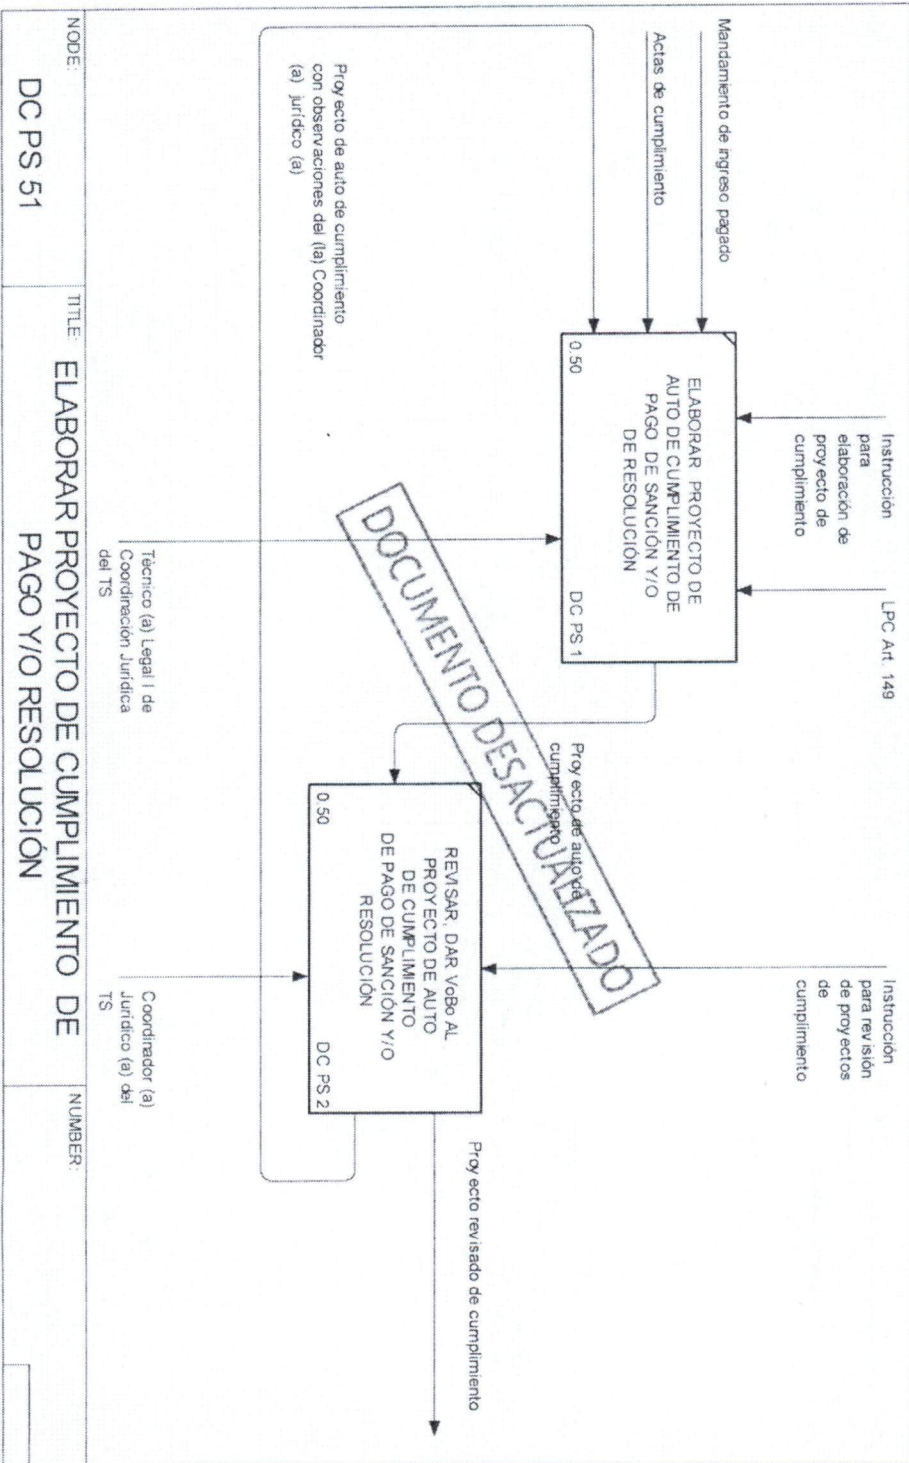 Mandamiento de ingreso pagado
Actas de cumplimiento
Instrucción
para
elaboración de
proyecto de
cumplimiento
LPC Art. 149
ELABORAR PROYECTO DE
AUTO DE CUMPLIMIENTO DE
PAGO DE SANCIÓN Y/O
DE RESOLUCIÓN
0.50
DC PS 1
Proyecto de auto de cumplimiento
con observaciones del (la) Coordinador
(a) jurídico (a)
Técnico (a) Legal I de
Coordinación Jurídica
del TS
Proyecto de auto de
cumplimiento
DOCUMENTO DESACTUALIZADO
Instrucción
para revisión
de proyectos
de
cumplimiento
REVISAR, DAR VoBo AL
PROYECTO DE AUTO
DE CUMPLIMIENTO
DE PAGO DE SANCIÓN Y/O
RESOLUCIÓN
0.50
DC PS 2
Proyecto revisado de cumplimiento
Coordinador (a)
Jurídico (a) del
TS
NODE:
DC PS 51
TITLE:
ELABORAR PROYECTO DE CUMPLIMIENTO DE
PAGO Y/O RESOLUCIÓN
NUMBER: